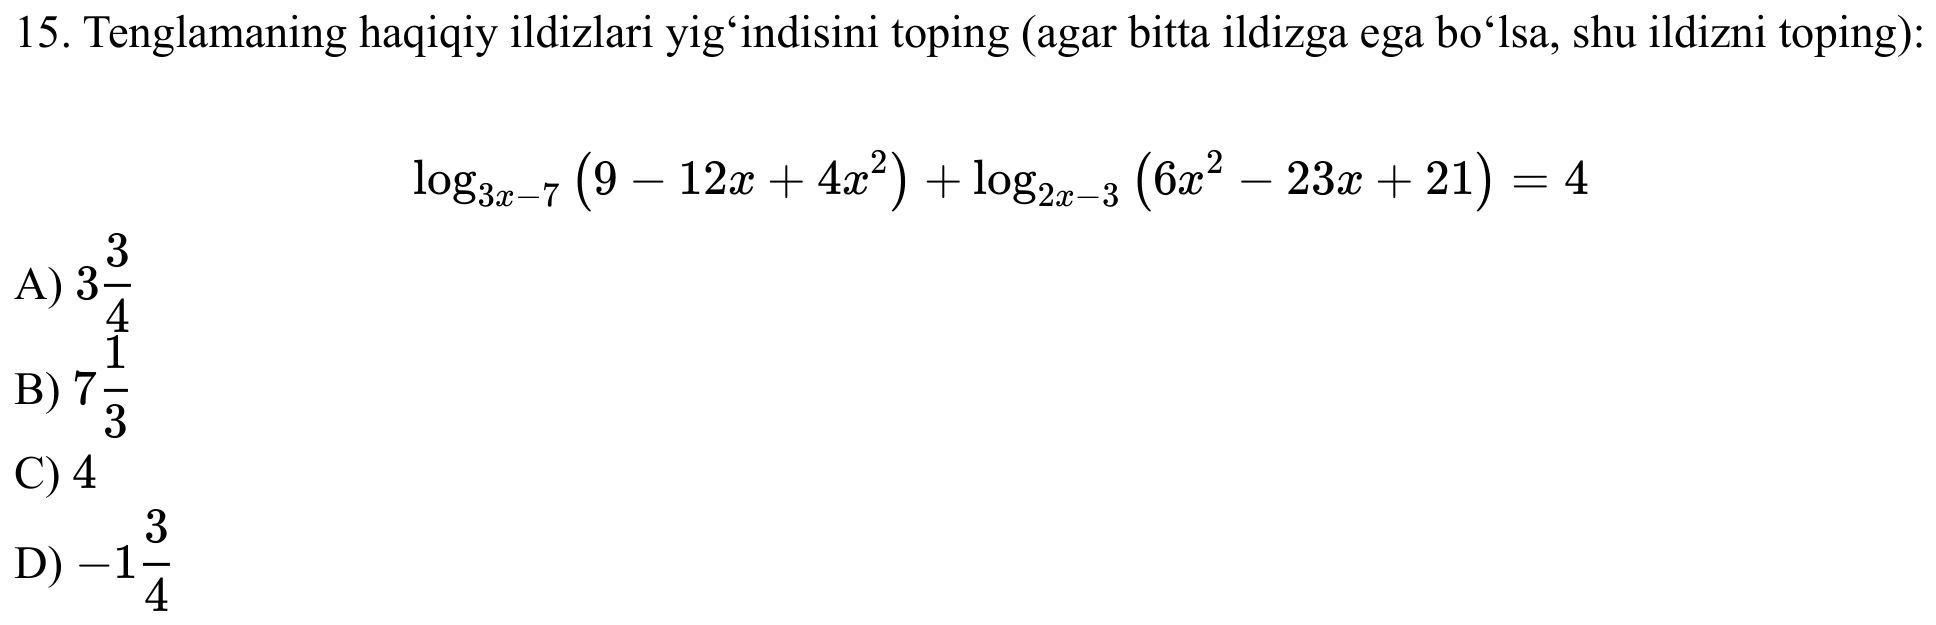 15. Tenglamaning haqiqiy ildizlari yig‘indisini toping (agar bitta ildizga ega bo‘lsa, shu ildizni toping):
log_{3x−7} (9 − 12x + 4x²) + log_{2x−3} (6x² − 23x + 21) = 4
A) 3 3/4
B) 7 1/3
C) 4
D) −1 3/4